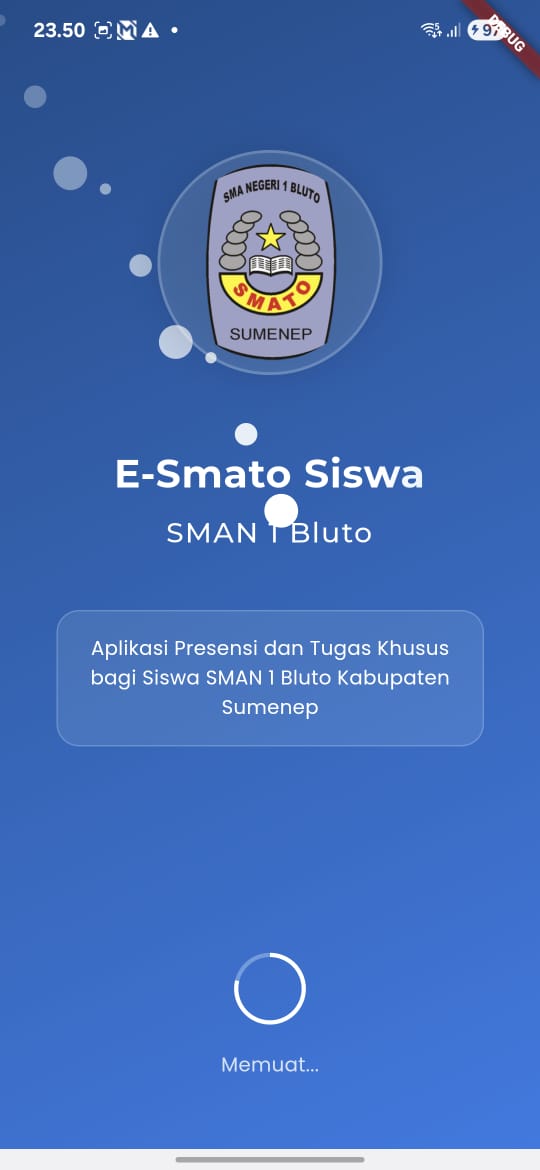 23.50
97
DEBUG
SMA NEGERI 1 BLUTO
SMATO
SUMENEP
E-Smato Siswa
SMAN 1 Bluto
Aplikasi Presensi dan Tugas Khusus
bagi Siswa SMAN 1 Bluto Kabupaten
Sumenep
Memuat...